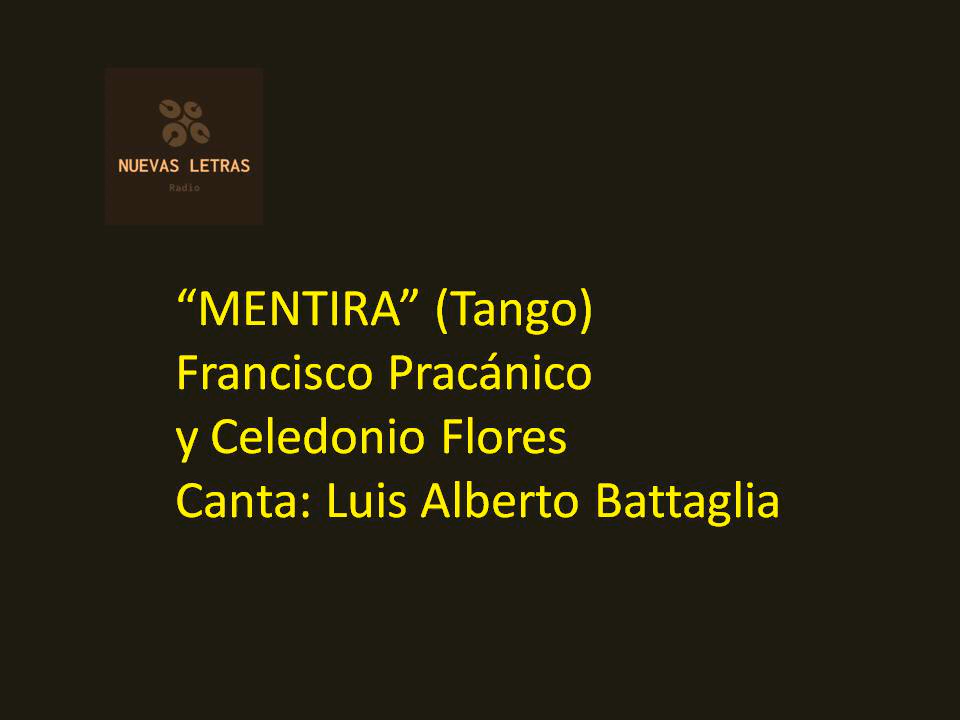 NUEVAS LETRAS
Radio
“MENTIRA” (Tango)
Francisco Pracánico
y Celedonio Flores
Canta: Luis Alberto Battaglia